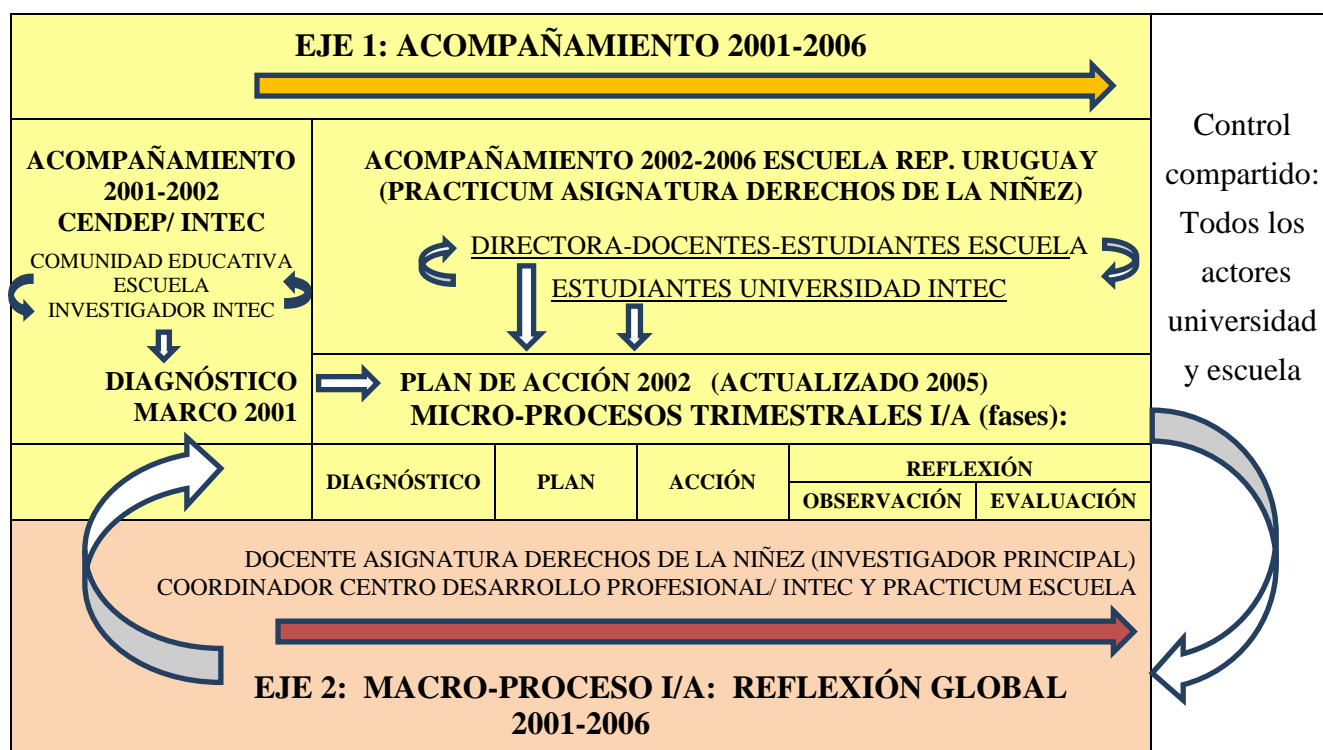 EJE 1: ACOMPAÑAMIENTO 2001-2006
ACOMPAÑAMIENTO
2001-2002
CENDEP/ INTEC
COMUNIDAD EDUCATIVA
ESCUELA
INVESTIGADOR INTEC
DIAGNÓSTICO
MARCO 2001
ACOMPAÑAMIENTO 2002-2006 ESCUELA REP. URUGUAY
(PRACTICUM ASIGNATURA DERECHOS DE LA NIÑEZ)
DIRECTORA-DOCENTES-ESTUDIANTES ESCUELA
ESTUDIANTES UNIVERSIDAD INTEC
PLAN DE ACCIÓN 2002 (ACTUALIZADO 2005)
MICRO-PROCESOS TRIMESTRALES I/A (fases):
DIAGNÓSTICO
PLAN
ACCIÓN
REFLEXIÓN
OBSERVACIÓN
EVALUACIÓN
Control
compartido:
Todos los
actores
universidad
y escuela
DOCENTE ASIGNATURA DERECHOS DE LA NIÑEZ (INVESTIGADOR PRINCIPAL)
COORDINADOR CENTRO DESARROLLO PROFESIONAL/ INTEC Y PRACTICUM ESCUELA
EJE 2: MACRO-PROCESO I/A: REFLEXIÓN GLOBAL
2001-2006